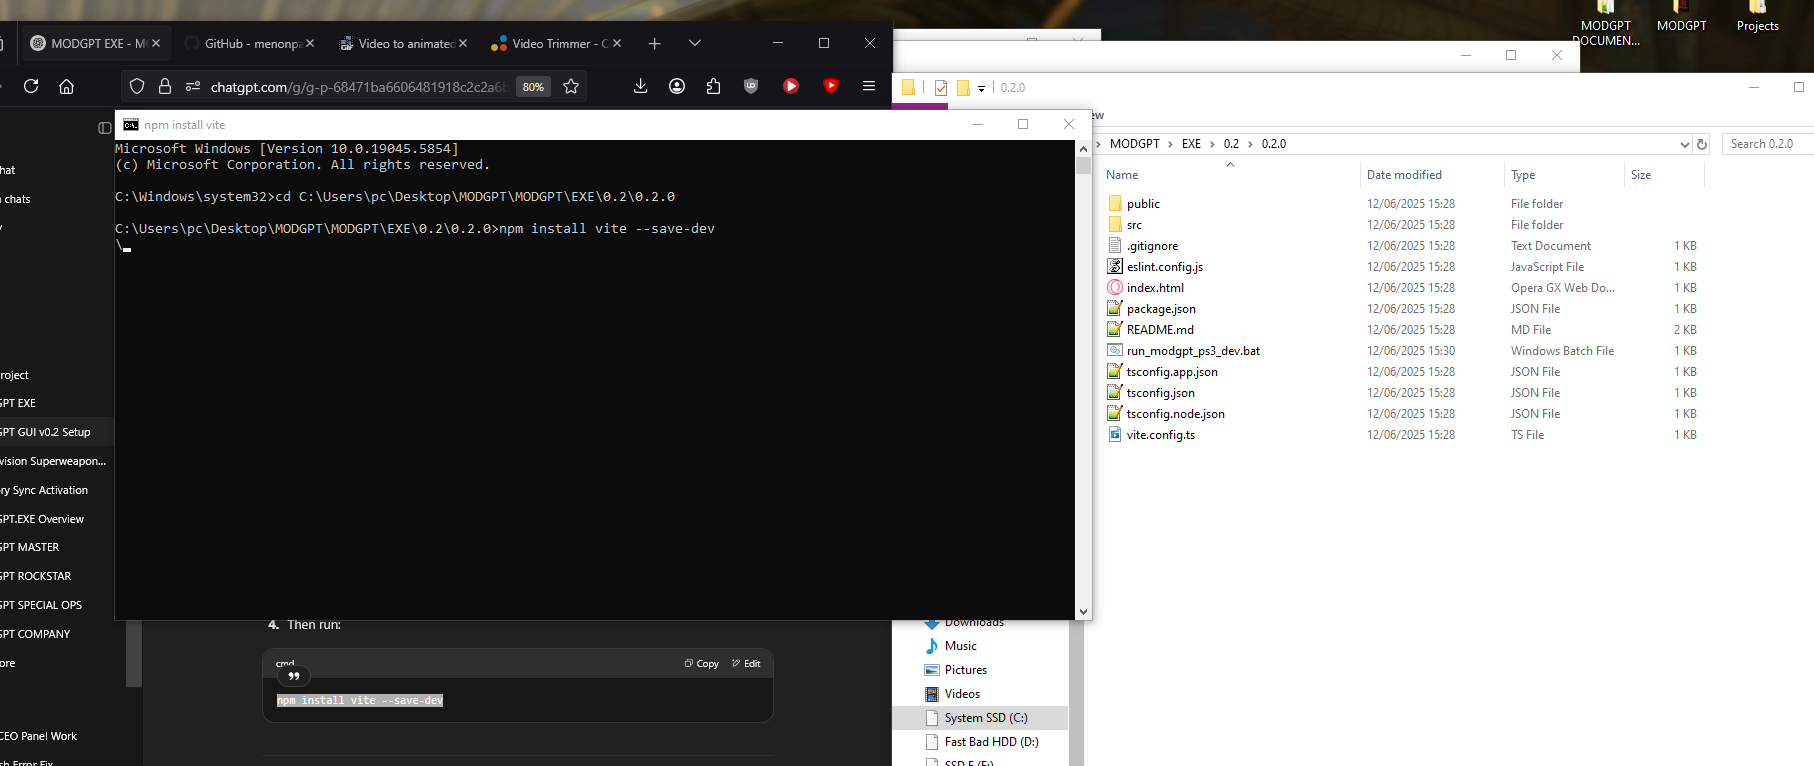 MODGPT EXE - MO
GitHub - menonpa
Video to animated
Video Trimmer - C
chatgpt.com/g/g-p-68471ba6606481918c2c2a6b
80%
MODGPT
DOCUMEN...
MODGPT
Projects
0.2.0
ew
MODGPT > EXE > 0.2 > 0.2.0
Search 0.2.0
Name
Date modified
Type
Size
public
12/06/2025 15:28
File folder
src
12/06/2025 15:28
File folder
.gitignore
12/06/2025 15:28
Text Document
1 KB
eslint.config.js
12/06/2025 15:28
JavaScript File
1 KB
index.html
12/06/2025 15:28
Opera GX Web Do...
1 KB
package.json
12/06/2025 15:28
JSON File
1 KB
README.md
12/06/2025 15:28
MD File
2 KB
run_modgpt_ps3_dev.bat
12/06/2025 15:30
Windows Batch File
1 KB
tsconfig.app.json
12/06/2025 15:28
JSON File
1 KB
tsconfig.json
12/06/2025 15:28
JSON File
1 KB
tsconfig.node.json
12/06/2025 15:28
JSON File
1 KB
vite.config.ts
12/06/2025 15:28
TS File
1 KB
npm install vite
Microsoft Windows [Version 10.0.19045.5854]
(c) Microsoft Corporation. All rights reserved.
C:\Windows\system32>cd C:\Users\pc\Desktop\MODGPT\MODGPT\EXE\0.2\0.2.0
C:\Users\pc\Desktop\MODGPT\MODGPT\EXE\0.2\0.2.0>npm install vite --save-dev
\
hat
chats
roject
GPT EXE
GPT GUI v0.2 Setup
vision Superweapon...
ry Sync Activation
GPT.EXE Overview
GPT MASTER
GPT ROCKSTAR
GPT SPECIAL OPS
GPT COMPANY
ore
CEO Panel Work
sh Error Fix
4. Then run:
cmd
Copy
Edit
npm install vite --save-dev
Downloads
Music
Pictures
Videos
System SSD (C:)
Fast Bad HDD (D:)
SSD E (E:)